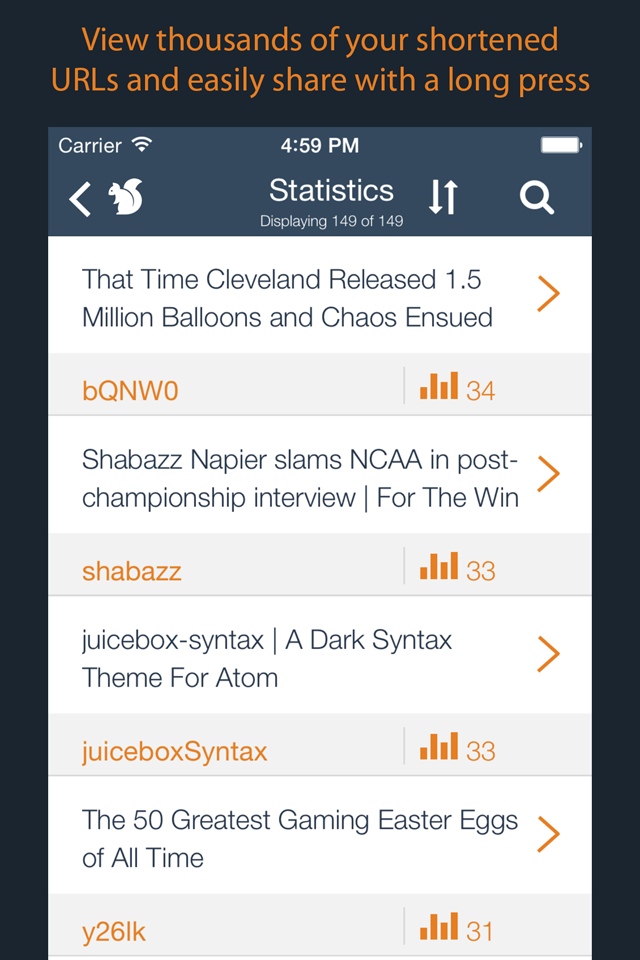 View thousands of your shortened
URLs and easily share with a long press
Carrier 4:59 PM
Statistics
Displaying 149 of 149
That Time Cleveland Released 1.5
Million Balloons and Chaos Ensued
bQNW0 34
Shabazz Napier slams NCAA in post-
championship interview | For The Win
shabazz 33
juicebox-syntax | A Dark Syntax
Theme For Atom
juiceboxSyntax 33
The 50 Greatest Gaming Easter Eggs
of All Time
y26lk 31